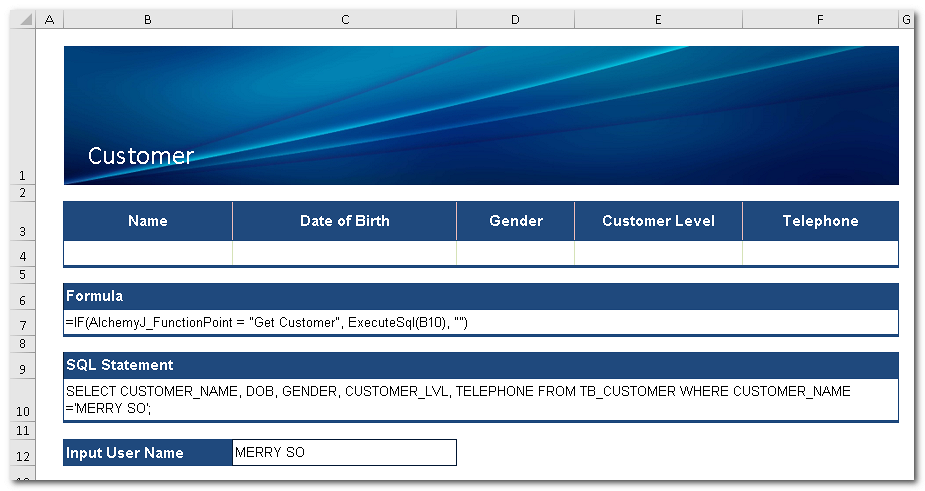 A B C D E F G
Customer
1
2
3 Name Date of Birth Gender Customer Level Telephone
4
5
6 Formula
7 =IF(AlchemyJ_FunctionPoint = "Get Customer", ExecuteSql(B10), "")
8
9 SQL Statement
SELECT CUSTOMER_NAME, DOB, GENDER, CUSTOMER_LVL, TELEPHONE FROM TB_CUSTOMER WHERE CUSTOMER_NAME
10 ='MERRY SO';
11
12 Input User Name MERRY SO